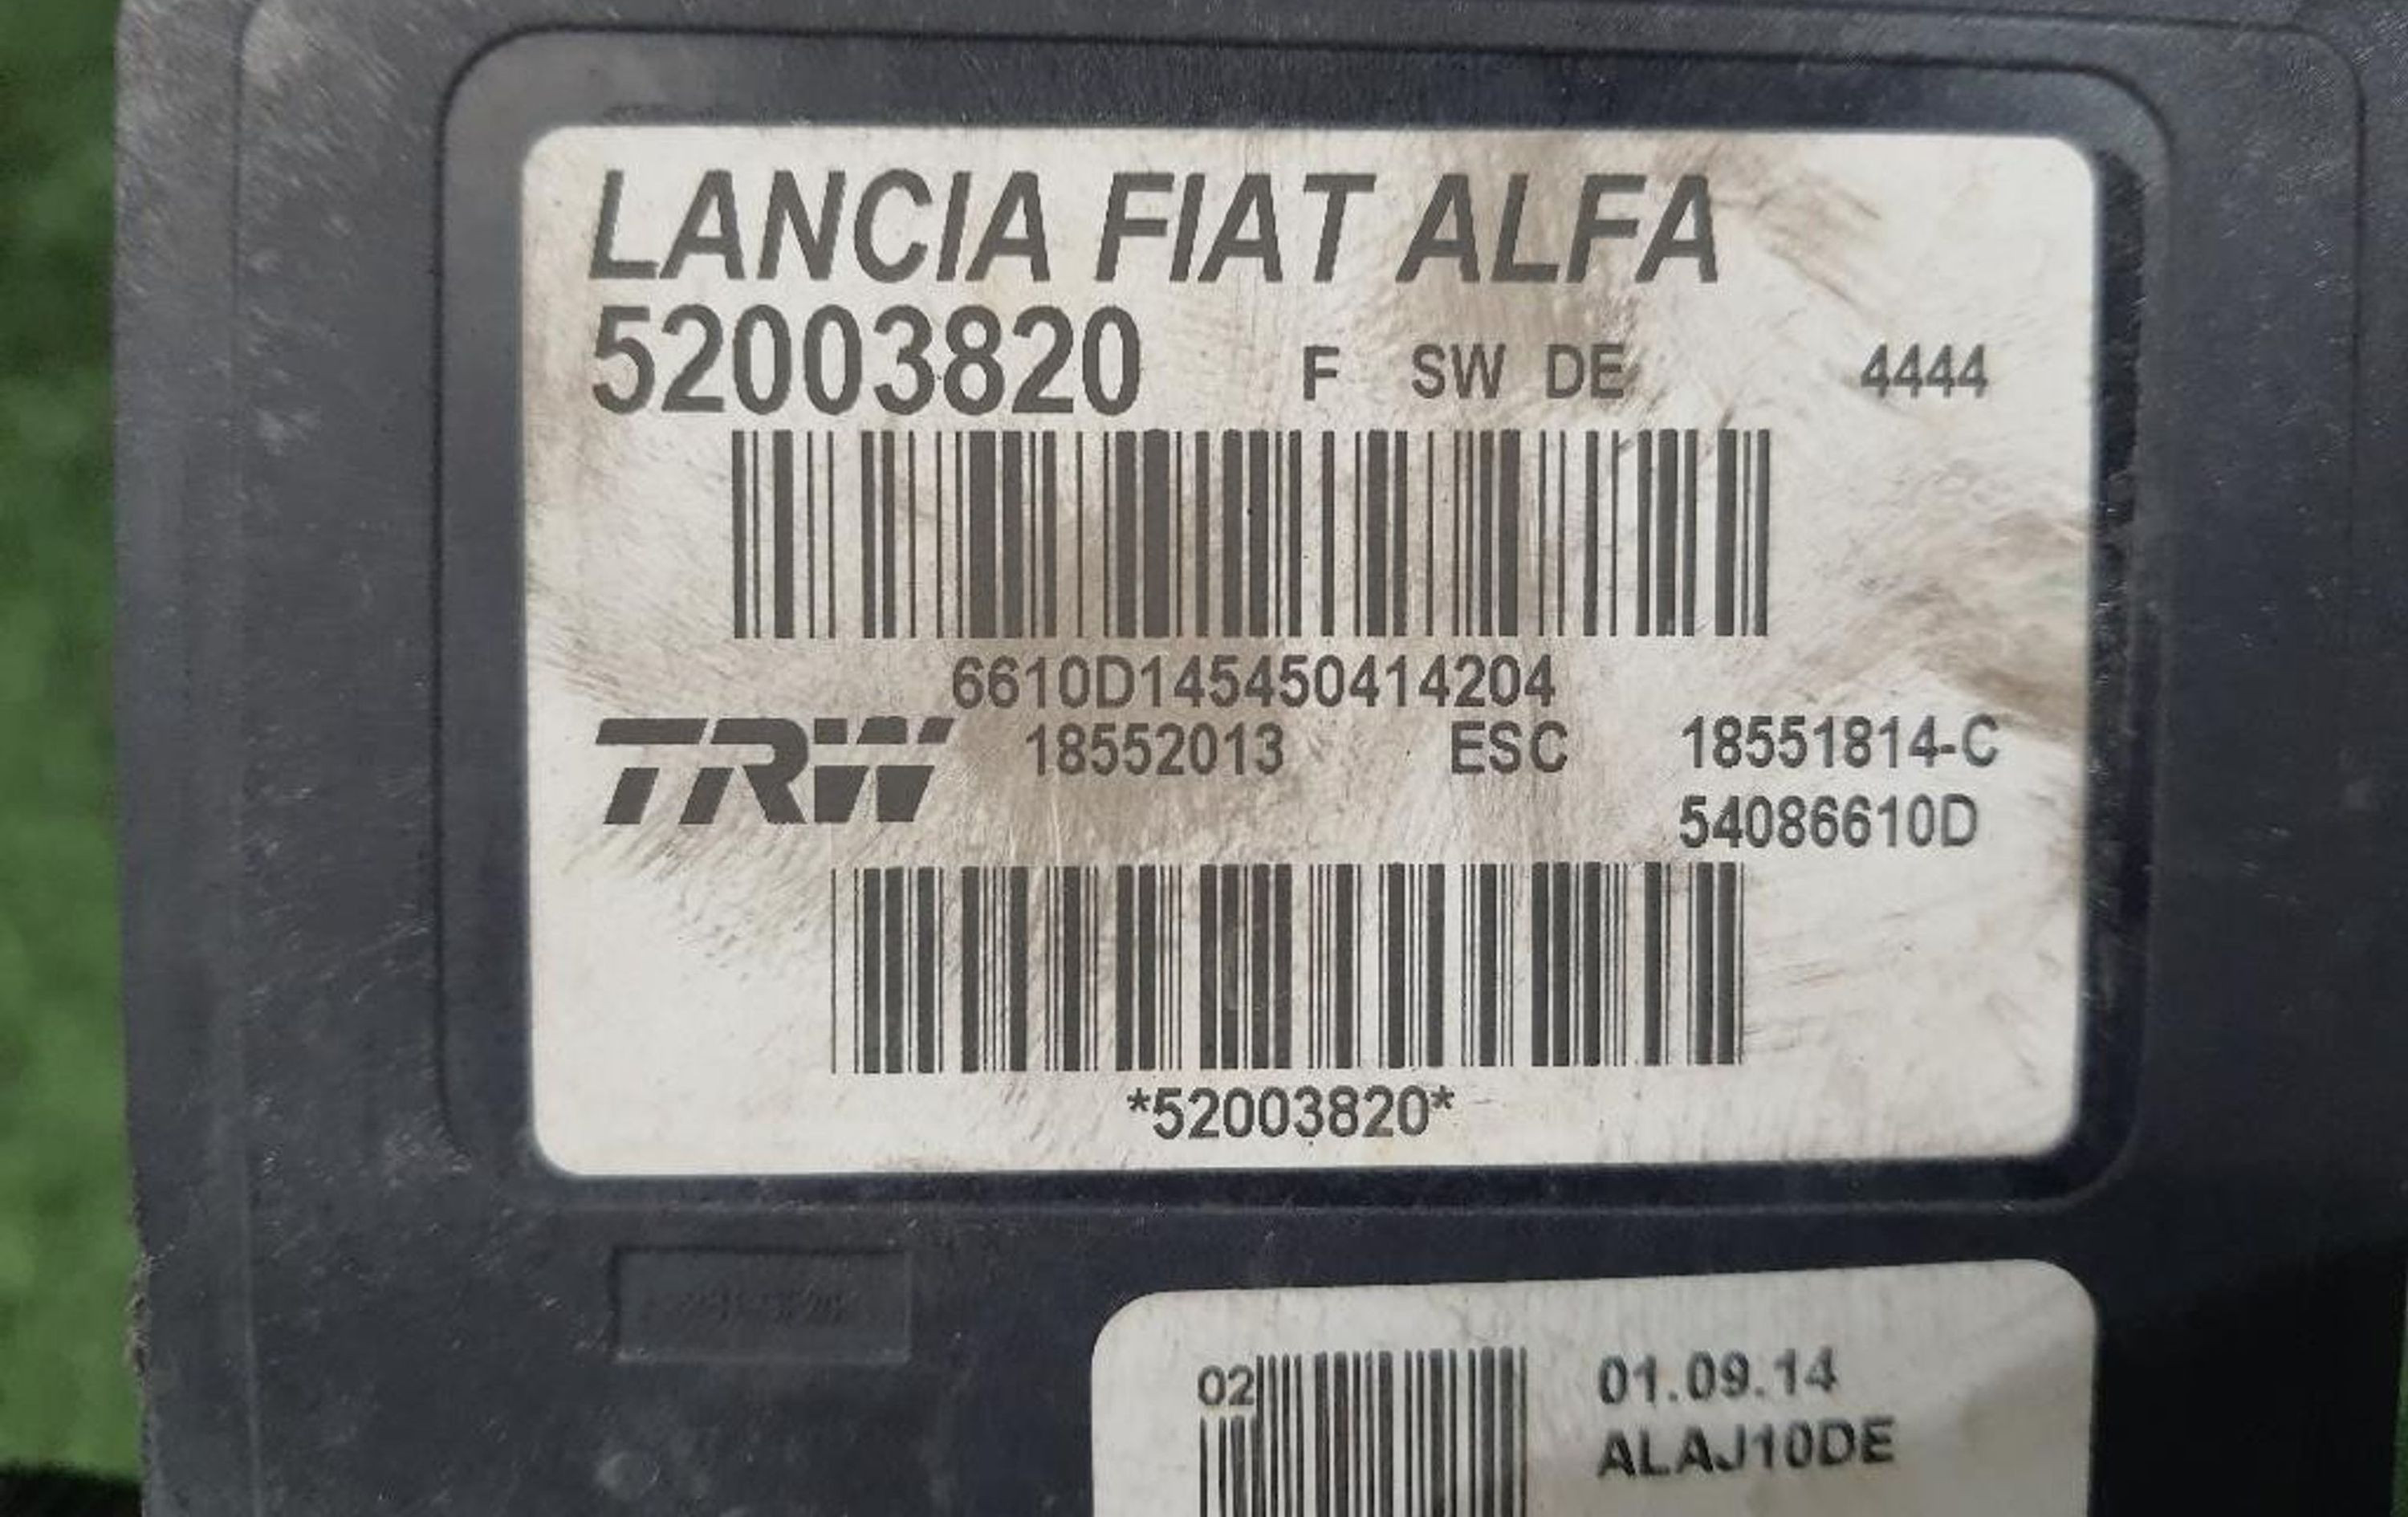 LANCIA FIAT ALFA
52003820 F SW DE 4444
6610D145450414204
TRW 18552013 ESC 18551814-C
54086610D
*52003820*
02 01.09.14
ALAJ10DE